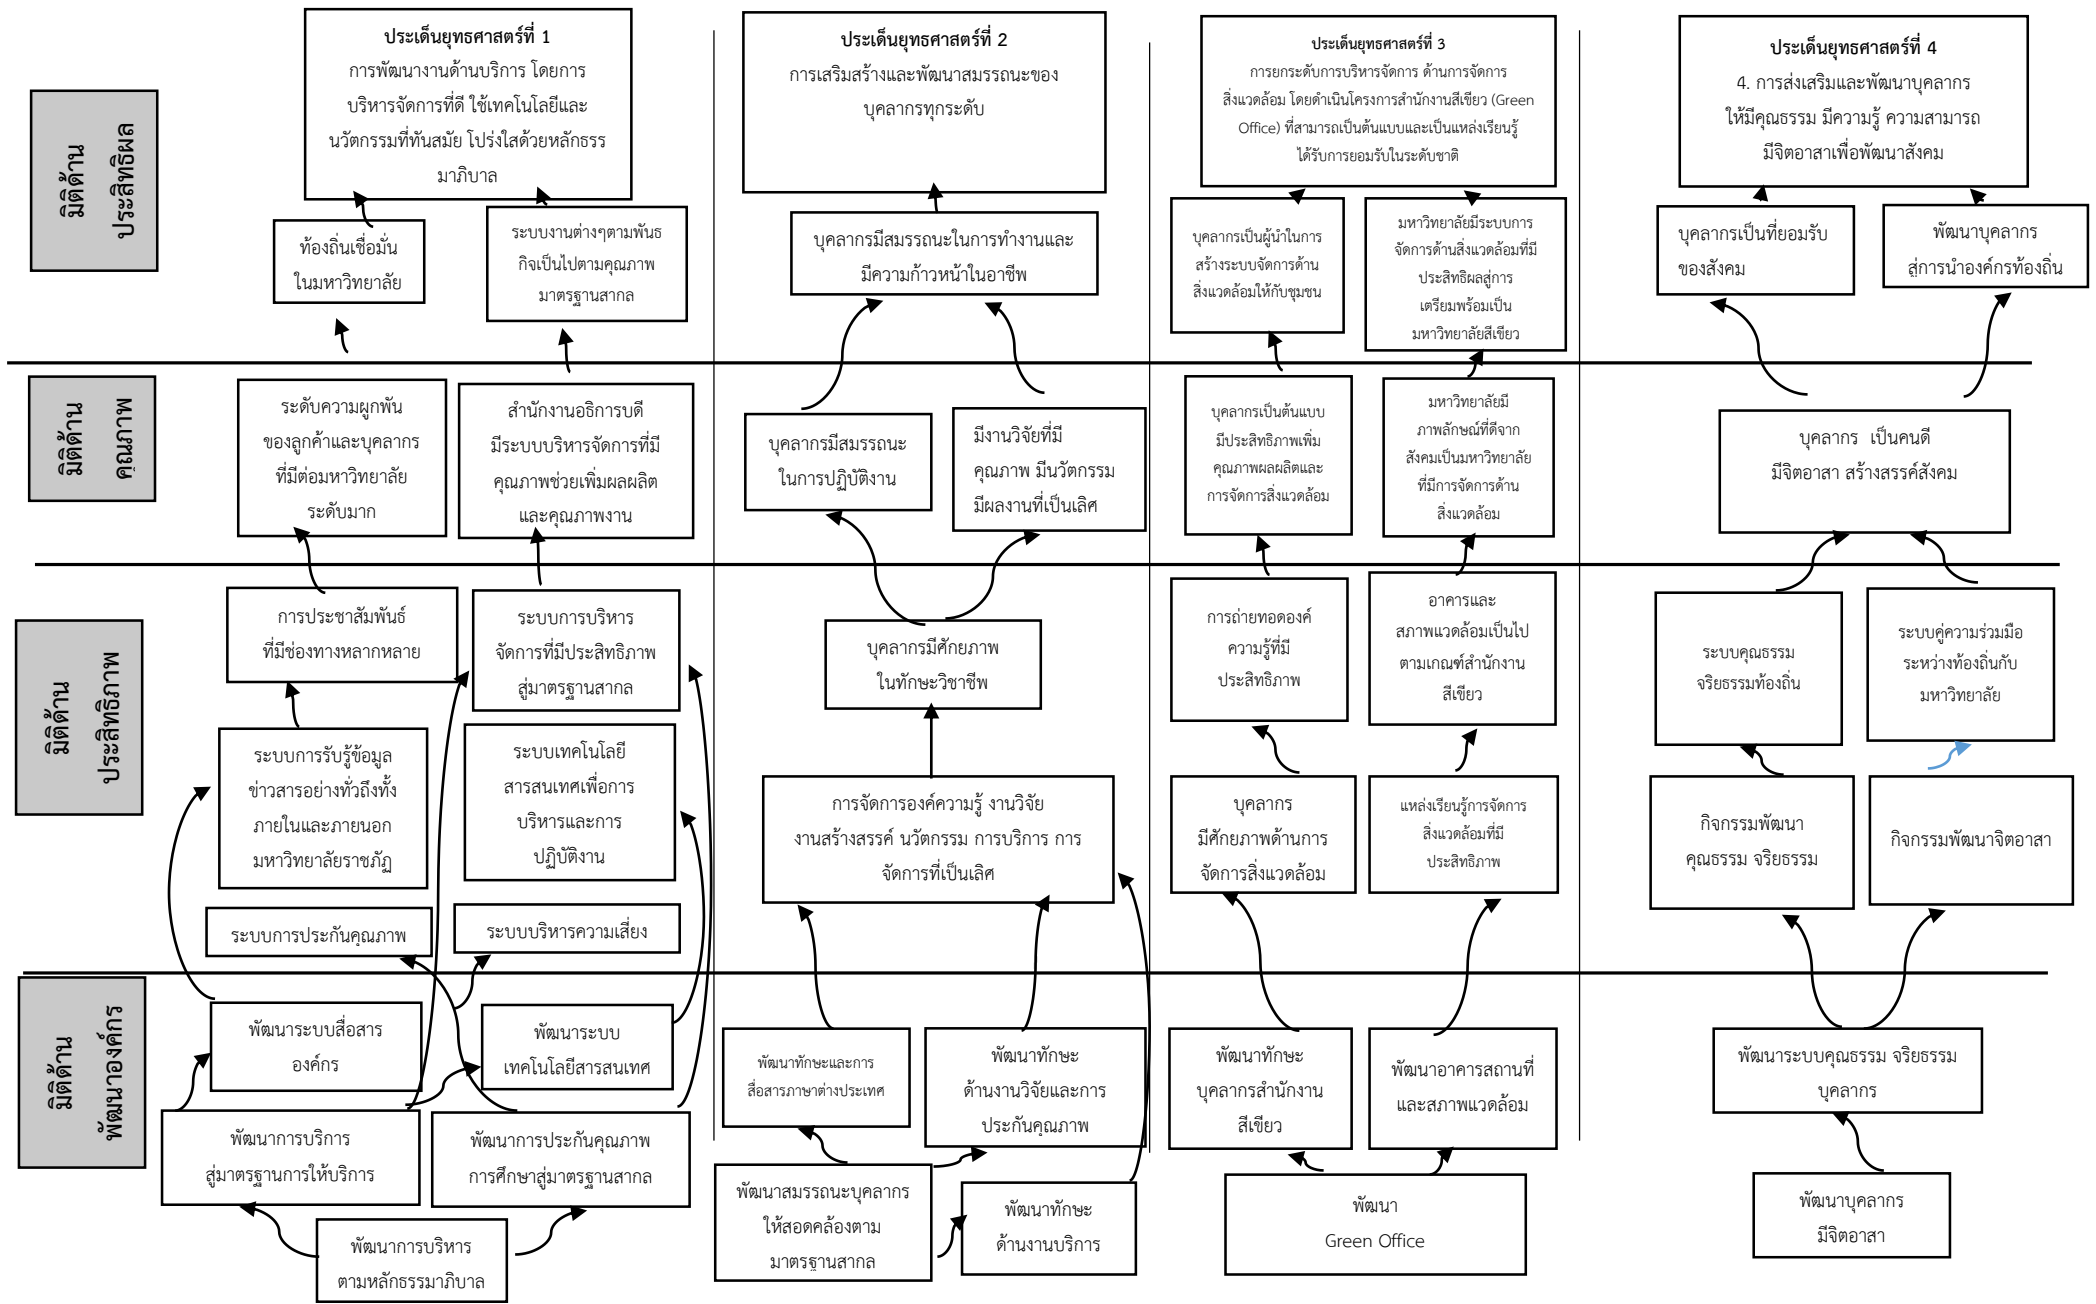 ประเด็นยุทธศาสตร์ที่ 1
การพัฒนางานด้านบริการ โดยการ
บริหารจัดการที่ดี ใช้เทคโนโลยีและ
นวัตกรรมที่ทันสมัย โปร่งใสด้วยหลักธรร
มาภิบาล
ประเด็นยุทธศาสตร์ที่ 2
การเสริมสร้างและพัฒนาสมรรถนะของ
บุคลากรทุกระดับ
ประเด็นยุทธศาสตร์ที่ 3
การยกระดับการบริหารจัดการ ด้านการจัดการ
สิ่งแวดล้อม โดยดำเนินโครงการสำนักงานสีเขียว (Green
Office) ที่สามารถเป็นต้นแบบและเป็นแหล่งเรียนรู้
ได้รับการยอมรับในระดับชาติ
ประเด็นยุทธศาสตร์ที่ 4
4. การส่งเสริมและพัฒนาบุคลากร
ให้มีคุณธรรม มีความรู้ ความสามารถ
มีจิตอาสาเพื่อพัฒนาสังคม
มิติด้าน
ประสิทธิผล
ท้องถิ่นเชื่อมั่น
ในมหาวิทยาลัย
ระบบงานต่างๆตามพันธ
กิจเป็นไปตามคุณภาพ
มาตรฐานสากล
บุคลากรมีสมรรถนะในการทำงานและ
มีความก้าวหน้าในอาชีพ
บุคลากรเป็นผู้นำในการ
สร้างระบบจัดการด้าน
สิ่งแวดล้อมให้กับชุมชน
มหาวิทยาลัยมีระบบการ
จัดการด้านสิ่งแวดล้อมที่มี
ประสิทธิผลสู่การ
เตรียมพร้อมเป็น
มหาวิทยาลัยสีเขียว
บุคลากรเป็นที่ยอมรับ
ของสังคม
พัฒนาบุคลากร
สู่การนำองค์กรท้องถิ่น
มิติด้าน
คุณภาพ
ระดับความผูกพัน
ของลูกค้าและบุคลากร
ที่มีต่อมหาวิทยาลัย
ระดับมาก
สำนักงานอธิการบดี
มีระบบบริหารจัดการที่มี
คุณภาพช่วยเพิ่มผลผลิต
และคุณภาพงาน
บุคลากรมีสมรรถนะ
ในการปฏิบัติงาน
มีงานวิจัยที่มี
คุณภาพ มีนวัตกรรม
มีผลงานที่เป็นเลิศ
บุคลากรเป็นต้นแบบ
มีประสิทธิภาพเพิ่ม
คุณภาพผลผลิตและ
การจัดการสิ่งแวดล้อม
มหาวิทยาลัยมี
ภาพลักษณ์ที่ดีจาก
สังคมเป็นมหาวิทยาลัย
ที่มีการจัดการด้าน
สิ่งแวดล้อม
บุคลากร เป็นคนดี
มีจิตอาสา สร้างสรรค์สังคม
มิติด้าน
ประสิทธิภาพ
การประชาสัมพันธ์
ที่มีช่องทางหลากหลาย
ระบบการบริหาร
จัดการที่มีประสิทธิภาพ
สู่มาตรฐานสากล
บุคลากรมีศักยภาพ
ในทักษะวิชาชีพ
การถ่ายทอดองค์
ความรู้ที่มี
ประสิทธิภาพ
อาคารและ
สภาพแวดล้อมเป็นไป
ตามเกณฑ์สำนักงาน
สีเขียว
ระบบคุณธรรม
จริยธรรมท้องถิ่น
ระบบคู่ความร่วมมือ
ระหว่างท้องถิ่นกับ
มหาวิทยาลัย
ระบบการรับรู้ข้อมูล
ข่าวสารอย่างทั่วถึงทั้ง
ภายในและภายนอก
มหาวิทยาลัยราชภัฏ
ระบบเทคโนโลยี
สารสนเทศเพื่อการ
บริหารและการ
ปฏิบัติงาน
การจัดการองค์ความรู้ งานวิจัย
งานสร้างสรรค์ นวัตกรรม การบริการ การ
จัดการที่เป็นเลิศ
บุคลากร
มีศักยภาพด้านการ
จัดการสิ่งแวดล้อม
แหล่งเรียนรู้การจัดการ
สิ่งแวดล้อมที่มี
ประสิทธิภาพ
กิจกรรมพัฒนา
คุณธรรม จริยธรรม
กิจกรรมพัฒนาจิตอาสา
ระบบการประกันคุณภาพ
ระบบบริหารความเสี่ยง
มิติด้าน
พัฒนาองค์กร
พัฒนาระบบสื่อสาร
องค์กร
พัฒนาระบบ
เทคโนโลยีสารสนเทศ
พัฒนาทักษะและการ
สื่อสารภาษาต่างประเทศ
พัฒนาทักษะ
ด้านงานวิจัยและการ
ประกันคุณภาพ
พัฒนาทักษะ
บุคลากรสำนักงาน
สีเขียว
พัฒนาอาคารสถานที่
และสภาพแวดล้อม
พัฒนาระบบคุณธรรม จริยธรรม
บุคลากร
พัฒนาการบริการ
สู่มาตรฐานการให้บริการ
พัฒนาการประกันคุณภาพ
การศึกษาสู่มาตรฐานสากล
พัฒนาสมรรถนะบุคลากร
ให้สอดคล้องตาม
มาตรฐานสากล
พัฒนาทักษะ
ด้านงานบริการ
พัฒนา
Green Office
พัฒนาบุคลากร
มีจิตอาสา
พัฒนาการบริหาร
ตามหลักธรรมาภิบาล